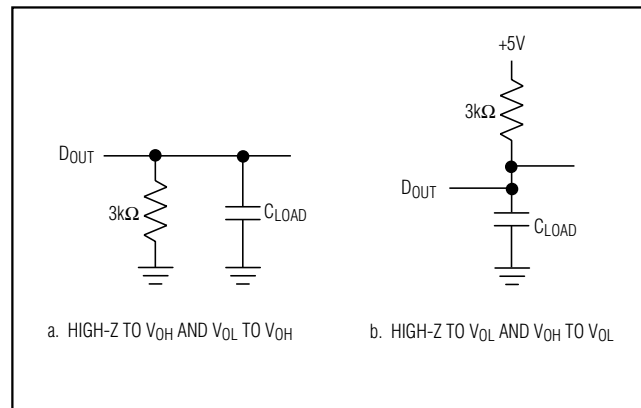 DOUT
3kΩ
CLOAD
a. HIGH-Z TO VOH AND VOL TO VOH
+5V
3kΩ
DOUT
CLOAD
b. HIGH-Z TO VOL AND VOH TO VOL